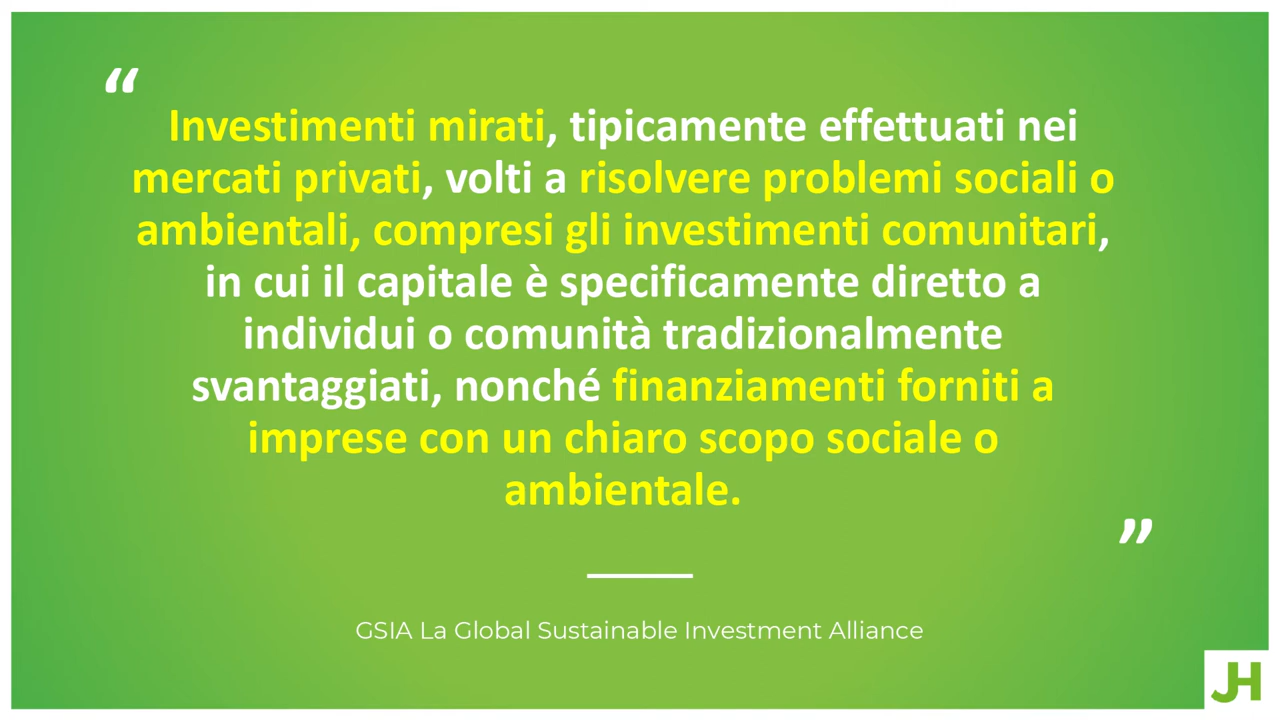 “
Investimenti mirati, tipicamente effettuati nei
mercati privati, volti a risolvere problemi sociali o
ambientali, compresi gli investimenti comunitari,
in cui il capitale è specificamente diretto a
individui o comunità tradizionalmente
svantaggiati, nonché finanziamenti forniti a
imprese con un chiaro scopo sociale o
ambientale.
”
GSIA La Global Sustainable Investment Alliance
JH